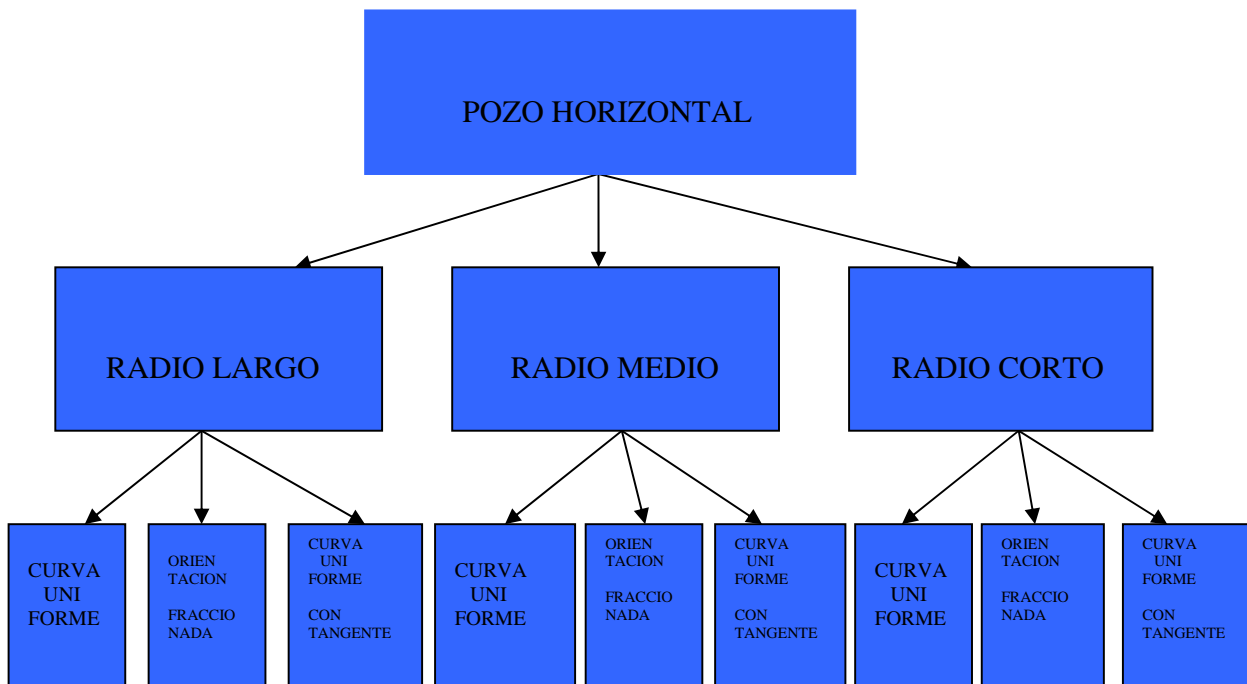 POZO HORIZONTAL
RADIO LARGO
RADIO MEDIO
RADIO CORTO
CURVA
UNI
FORME
ORIEN
TACION
FRACCIO
NADA
CURVA
UNI
FORME
CON
TANGENTE
CURVA
UNI
FORME
ORIEN
TACION
FRACCIO
NADA
CURVA
UNI
FORME
CON
TANGENTE
CURVA
UNI
FORME
ORIEN
TACION
FRACCIO
NADA
CURVA
UNI
FORME
CON
TANGENTE